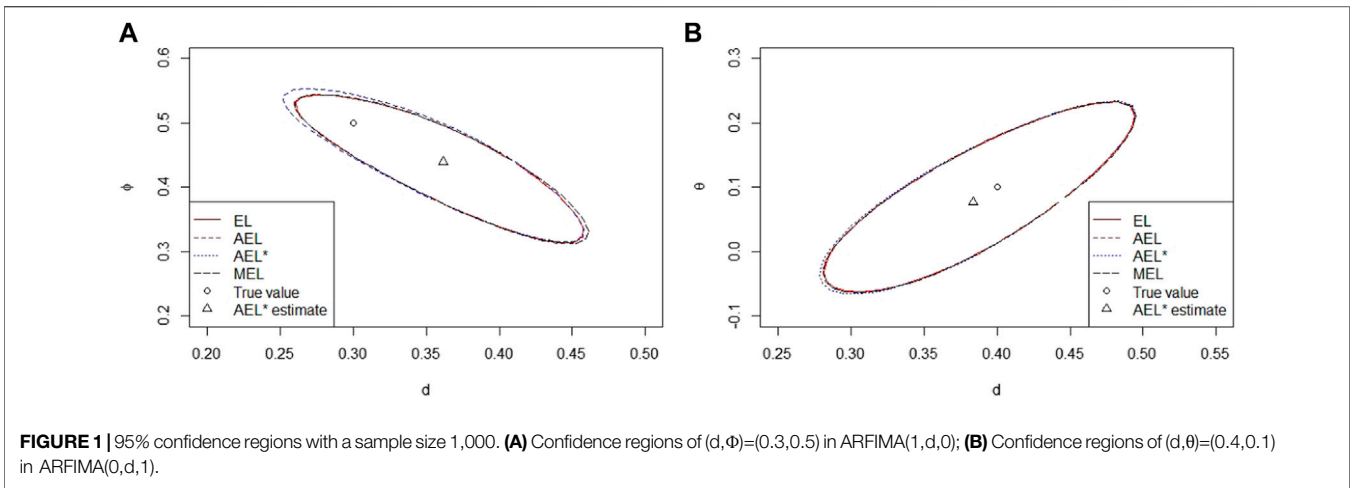 A
0.6
0.5
0.4
0.3
0.2
ϕ
EL
AEL
AEL*
MEL
True value
AEL* estimate
0.20 0.25 0.30 0.35 0.40 0.45 0.50
d
B
0.3
0.2
0.1
0.0
-0.1
θ
EL
AEL
AEL*
MEL
True value
AEL* estimate
0.25 0.30 0.35 0.40 0.45 0.50 0.55
d
FIGURE 1 | 95% confidence regions with a sample size 1,000. (A) Confidence regions of (d,Φ)=(0.3,0.5) in ARFIMA(1,d,0); (B) Confidence regions of (d,θ)=(0.4,0.1)
in ARFIMA(0,d,1).